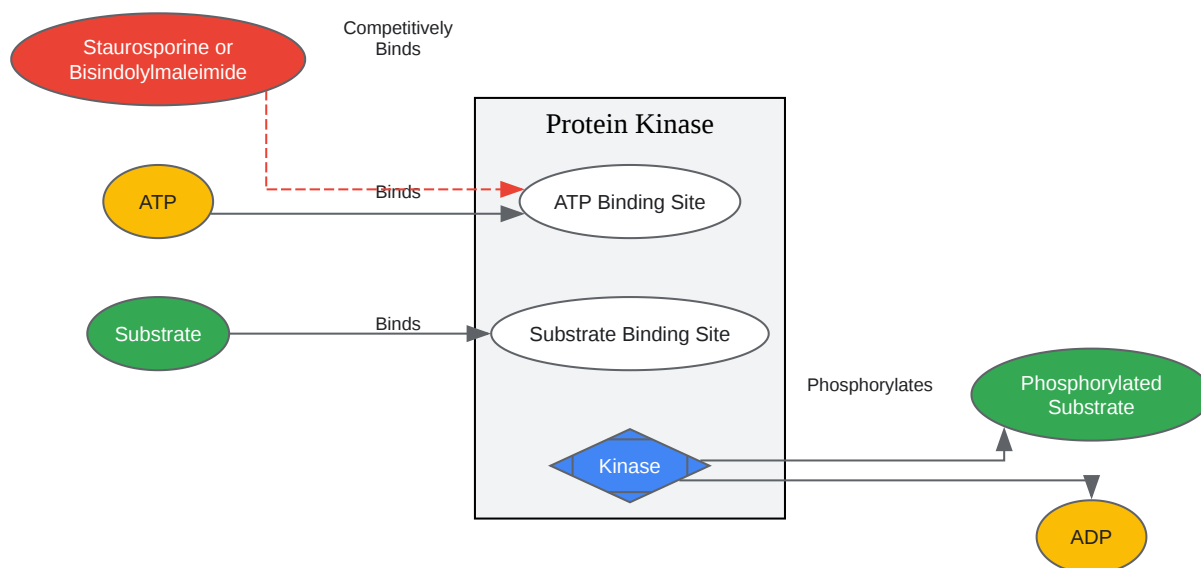 Staurosporine or
Bisindolylmaleimide
Competitively
Binds
Protein Kinase
ATP
Binds
ATP Binding Site
Substrate
Binds
Substrate Binding Site
Phosphorylates
Phosphorylated
Substrate
Kinase
ADP